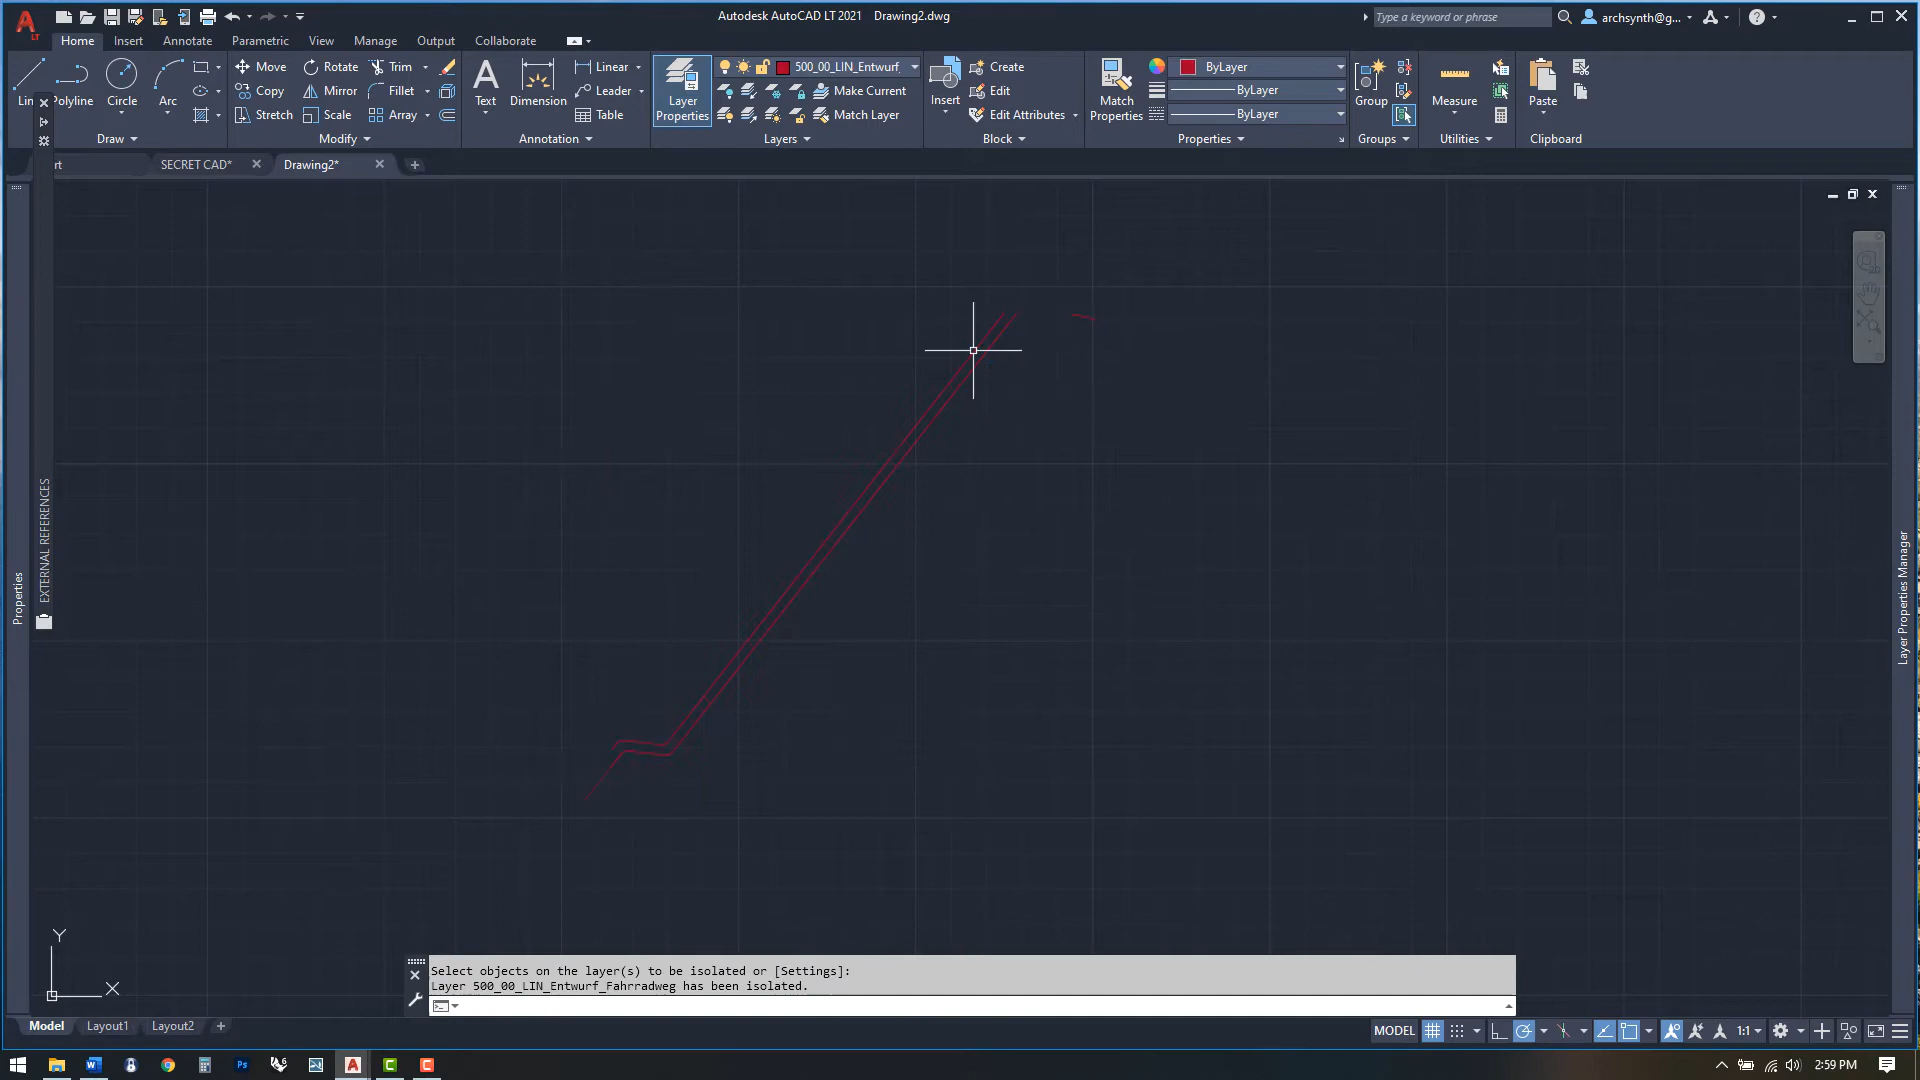 Autodesk AutoCAD LT 2021   Drawing2.dwg
Type a keyword or phrase
archsynth@g...
LT
Home
Insert
Annotate
Parametric
View
Manage
Output
Collaborate
Polyline
Circle
Arc
Draw
Move
Copy
Stretch
Rotate
Mirror
Scale
Trim
Fillet
Array
Modify
Text
Dimension
Linear
Leader
Table
Annotation
Layer
Properties
500_00_LIN_Entwurf
Make Current
Match Layer
Layers
Insert
Create
Edit
Edit Attributes
Block
Match
Properties
ByLayer
ByLayer
ByLayer
Properties
Group
Groups
Measure
Utilities
Paste
Clipboard
SECRET CAD*
Drawing2*
Properties
EXTERNAL REFERENCES
Layer Properties Manager
Y
X
Select objects on the layer(s) to be isolated or [Settings]:
Layer 500_00_LIN_Entwurf_Fahrradweg has been isolated.
Model
Layout1
Layout2
MODEL
1:1
2:59 PM